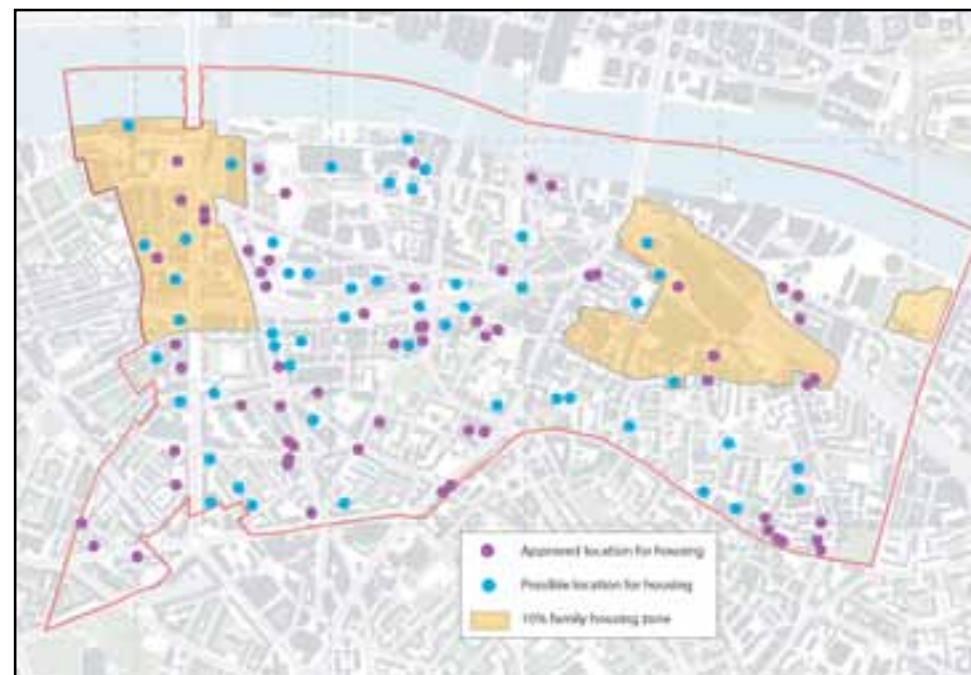 Approved location for housing
Possible location for housing
10% family housing zone